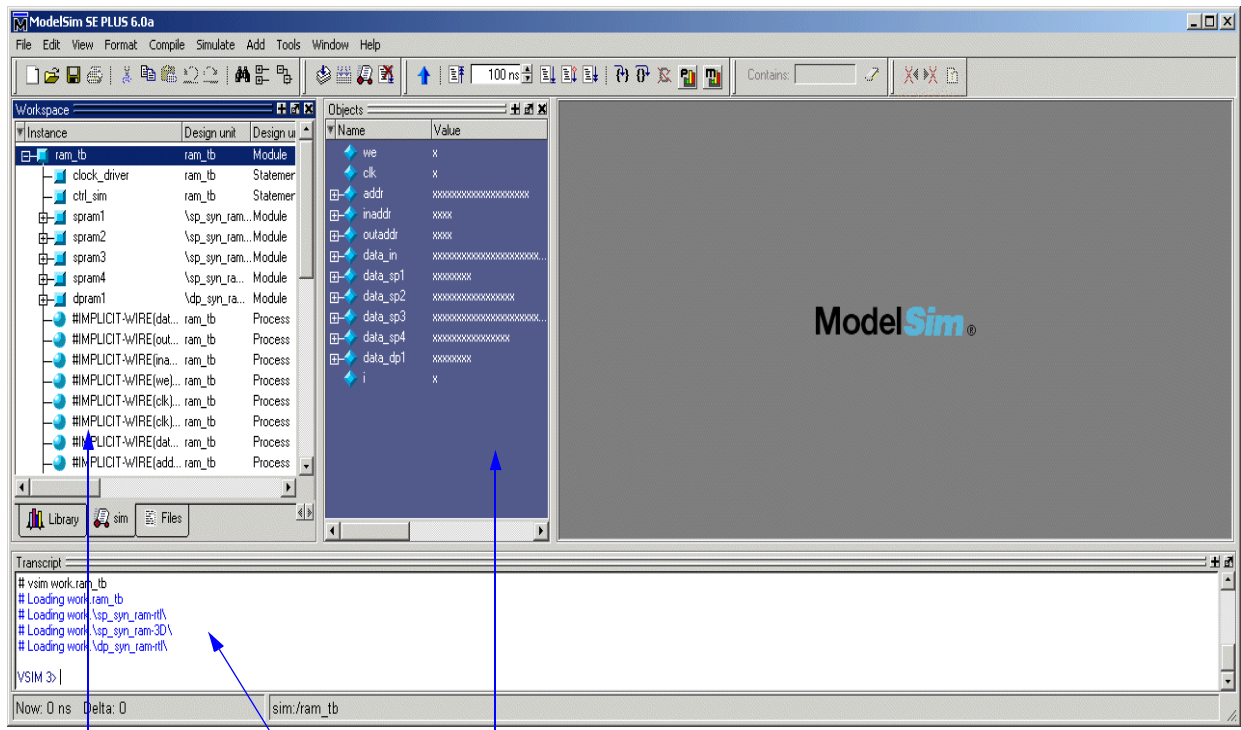 ModelSim SE PLUS 6.0a
File Edit View Format Compile Simulate Add Tools Window Help
100 ns
Contains:
Workspace
Instance Design unit Design ui
ram_tb ram_tb Module
clock_driver ram_tb Statemer
ctrl_sim ram_tb Statemer
spram1 \sp_syn_ram... Module
spram2 \sp_syn_ram... Module
spram3 \sp_syn_ram... Module
spram4 \sp_syn_ra... Module
dpram1 \dp_syn_ra... Module
#IMPLICIT-WIRE(dat... ram_tb Process
#IMPLICIT-WIRE(out... ram_tb Process
#IMPLICIT-WIRE(ina... ram_tb Process
#IMPLICIT-WIRE(we)... ram_tb Process
#IMPLICIT-WIRE(clk)... ram_tb Process
#IMPLICIT-WIRE(clk)... ram_tb Process
#IMPLICIT-WIRE(dat... ram_tb Process
#IMPLICIT-WIRE(add... ram_tb Process
Library sim Files
Objects
Name Value
we x
clk x
addr xxxxxxxxxxxxxxxxxxxx
inaddr xxxx
outaddr xxxx
data_in xxxxxxxxxxxxxxxxxxxxxx...
data_sp1 xxxxxxxx
data_sp2 xxxxxxxxxxxxxxxxx
data_sp3 xxxxxxxxxxxxxxxxxxxxxx...
data_sp4 xxxxxxxxxxxxxxxx
data_dp1 xxxxxxxx
i x
ModelSim®
Transcript
# vsim work.ram_tb
# Loading work.ram_tb
# Loading work.\sp_syn_ram-rtl\
# Loading work.\sp_syn_ram-3D\
# Loading work.\dp_syn_ram-rtl\
VSIM 3>
Now: 0 ns Delta: 0 sim:/ram_tb